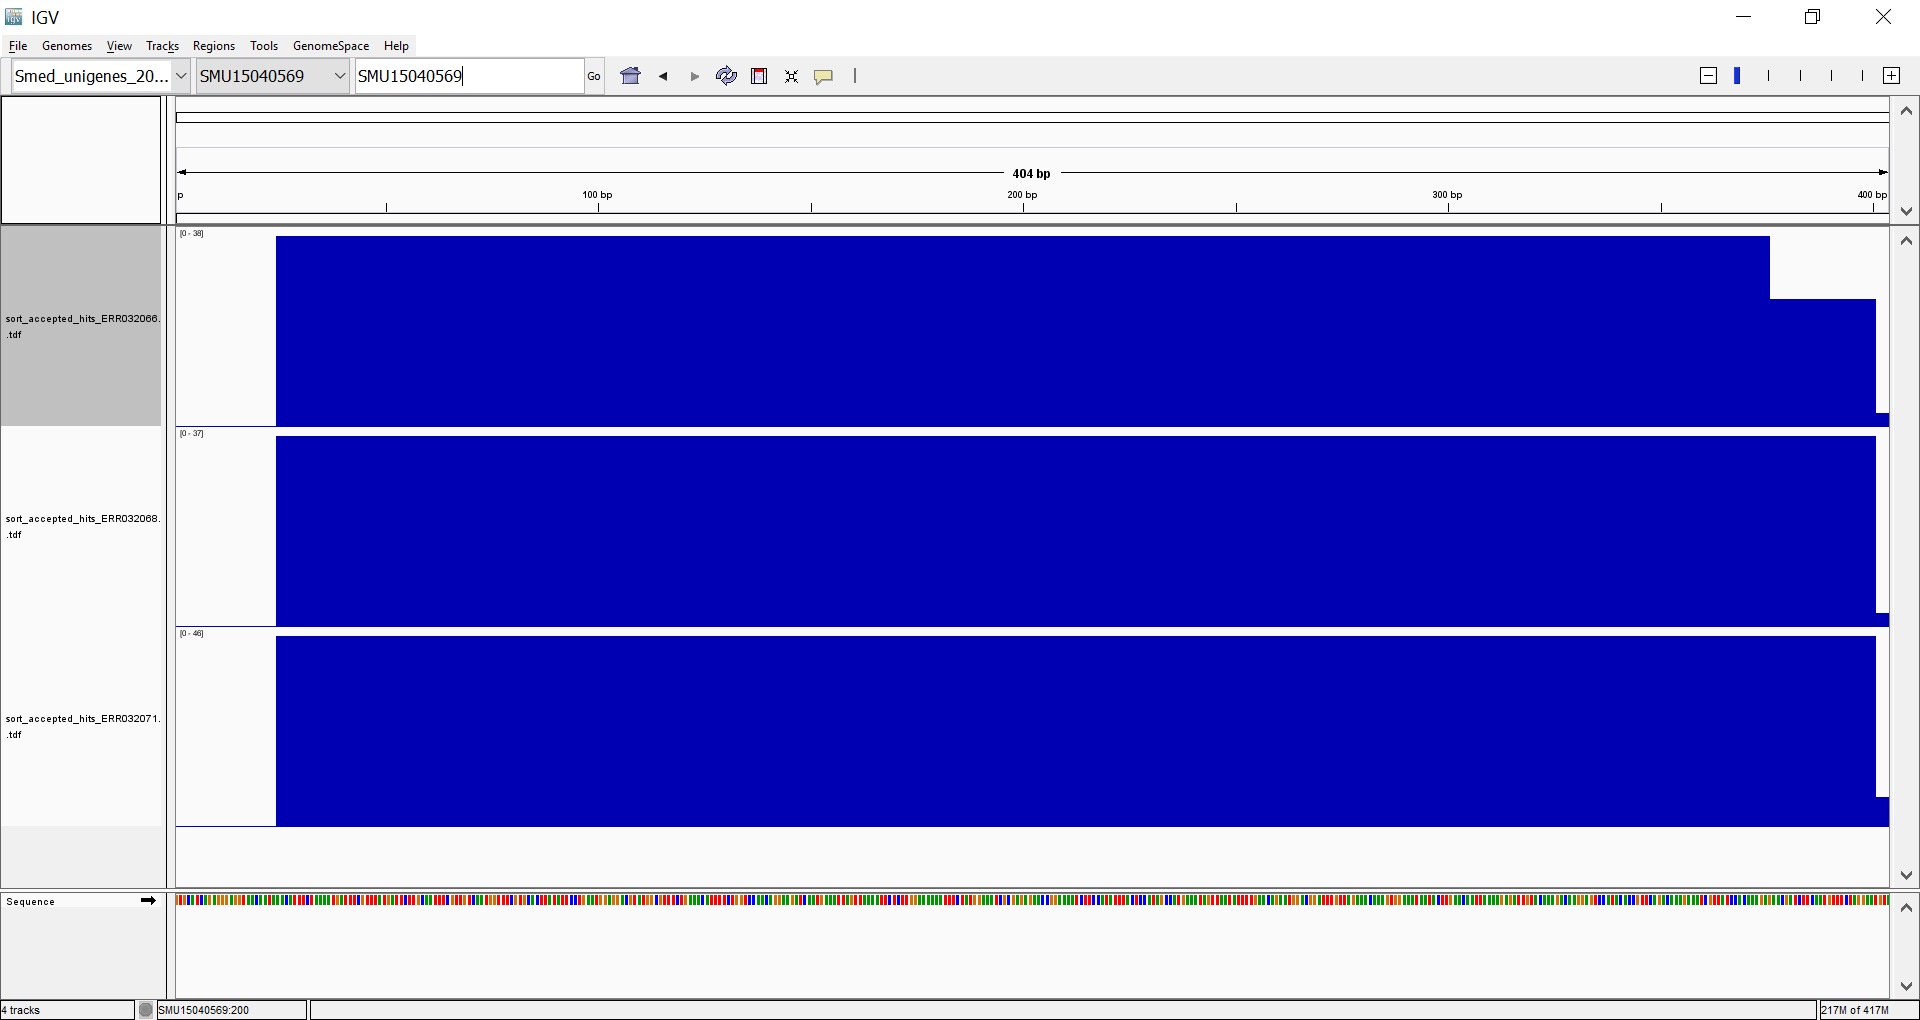 IGV
File Genomes View Tracks Regions Tools GenomeSpace Help
Smed_unigenes_20... SMU15040569 SMU15040569 Go
404 bp
p 100 bp 200 bp 300 bp 400 bp
[0 - 38]
sort_accepted_hits_ERR032066.
.tdf
[0 - 37]
sort_accepted_hits_ERR032068.
.tdf
[0 - 46]
sort_accepted_hits_ERR032071.
.tdf
Sequence
4 tracks SMU15040569:200 217M of 417M